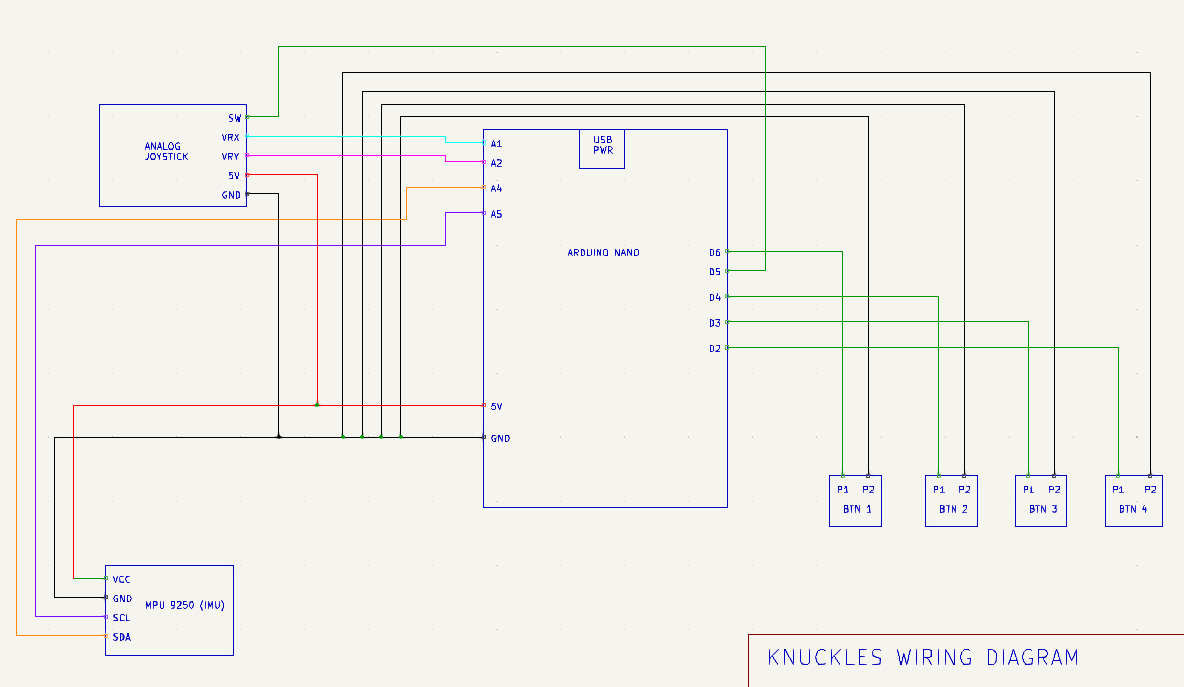 SW
VRX
VRY
5V
GND
ANALOG
JOYSTICK
USB
PWR
A1
A2
A4
A5
ARDUINO NANO
D6
D5
D4
D3
D2
5V
GND
P1 P2
BTN 1
P1 P2
BTN 2
P1 P2
BTN 3
P1 P2
BTN 4
VCC
GND
SCL
SDA
MPU 9250 (IMU)
KNUCKLES WIRING DIAGRAM